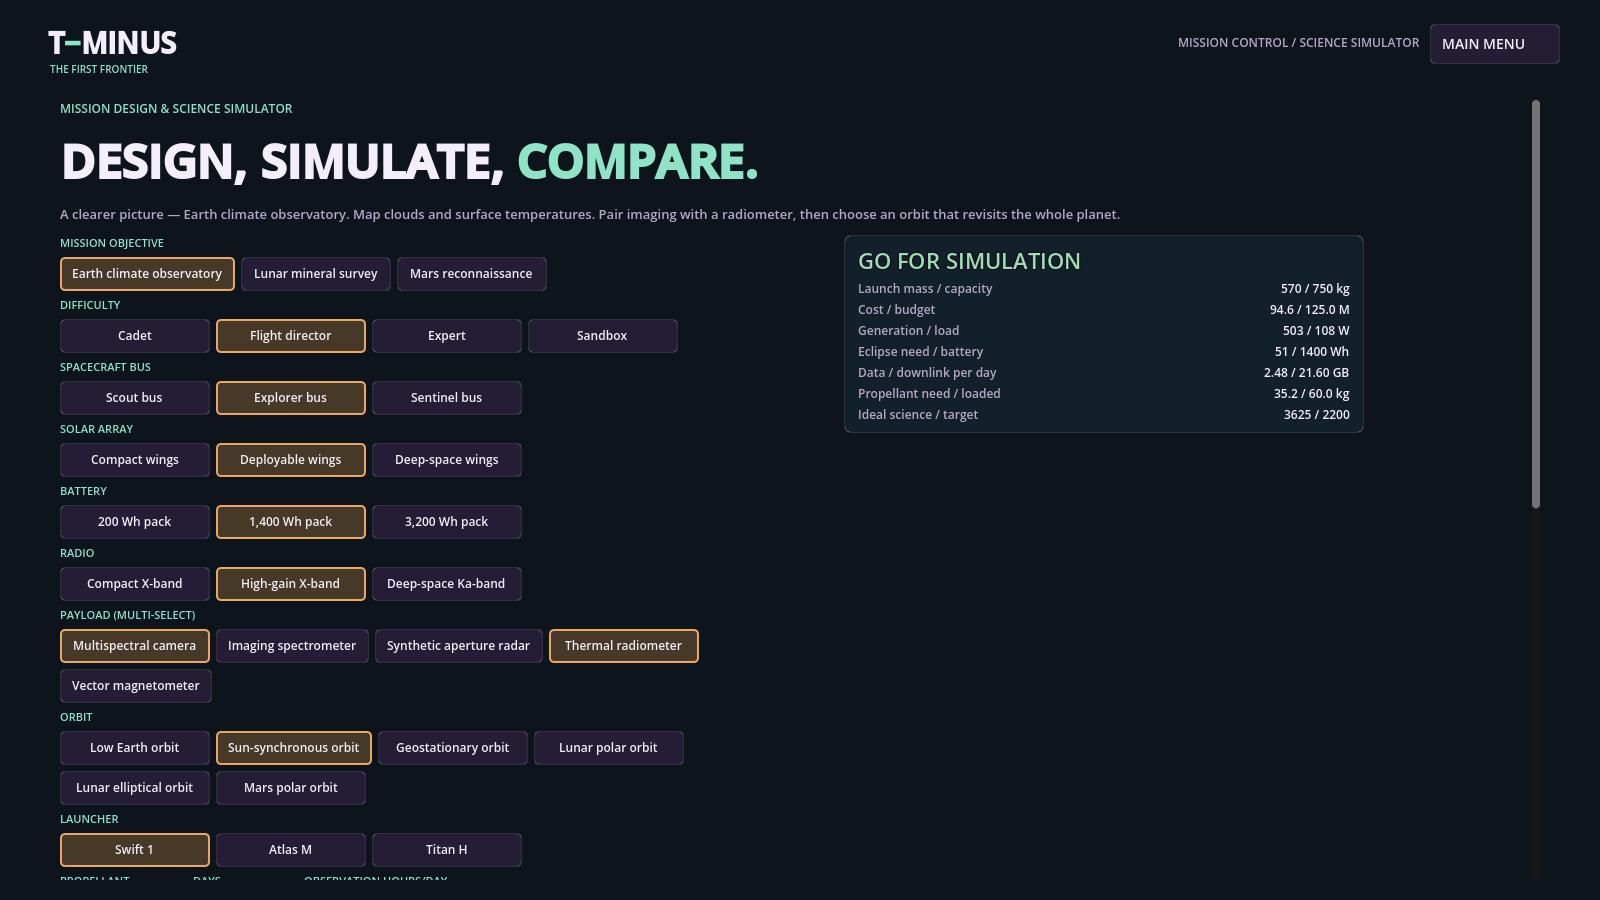 T–MINUS
THE FIRST FRONTIER
MISSION CONTROL / SCIENCE SIMULATOR
MAIN MENU
MISSION DESIGN & SCIENCE SIMULATOR
DESIGN, SIMULATE, COMPARE.
A clearer picture — Earth climate observatory. Map clouds and surface temperatures. Pair imaging with a radiometer, then choose an orbit that revisits the whole planet.
MISSION OBJECTIVE
Earth climate observatory Lunar mineral survey Mars reconnaissance
DIFFICULTY
Cadet Flight director Expert Sandbox
SPACECRAFT BUS
Scout bus Explorer bus Sentinel bus
SOLAR ARRAY
Compact wings Deployable wings Deep-space wings
BATTERY
200 Wh pack 1,400 Wh pack 3,200 Wh pack
RADIO
Compact X-band High-gain X-band Deep-space Ka-band
PAYLOAD (MULTI-SELECT)
Multispectral camera Imaging spectrometer Synthetic aperture radar Thermal radiometer
Vector magnetometer
ORBIT
Low Earth orbit Sun-synchronous orbit Geostationary orbit Lunar polar orbit
Lunar elliptical orbit Mars polar orbit
LAUNCHER
Swift 1 Atlas M Titan H
PROPELLANT DAYS OBSERVATION HOURS/DAY
GO FOR SIMULATION
Launch mass / capacity 570 / 750 kg
Cost / budget 94.6 / 125.0 M
Generation / load 503 / 108 W
Eclipse need / battery 51 / 1400 Wh
Data / downlink per day 2.48 / 21.60 GB
Propellant need / loaded 35.2 / 60.0 kg
Ideal science / target 3625 / 2200